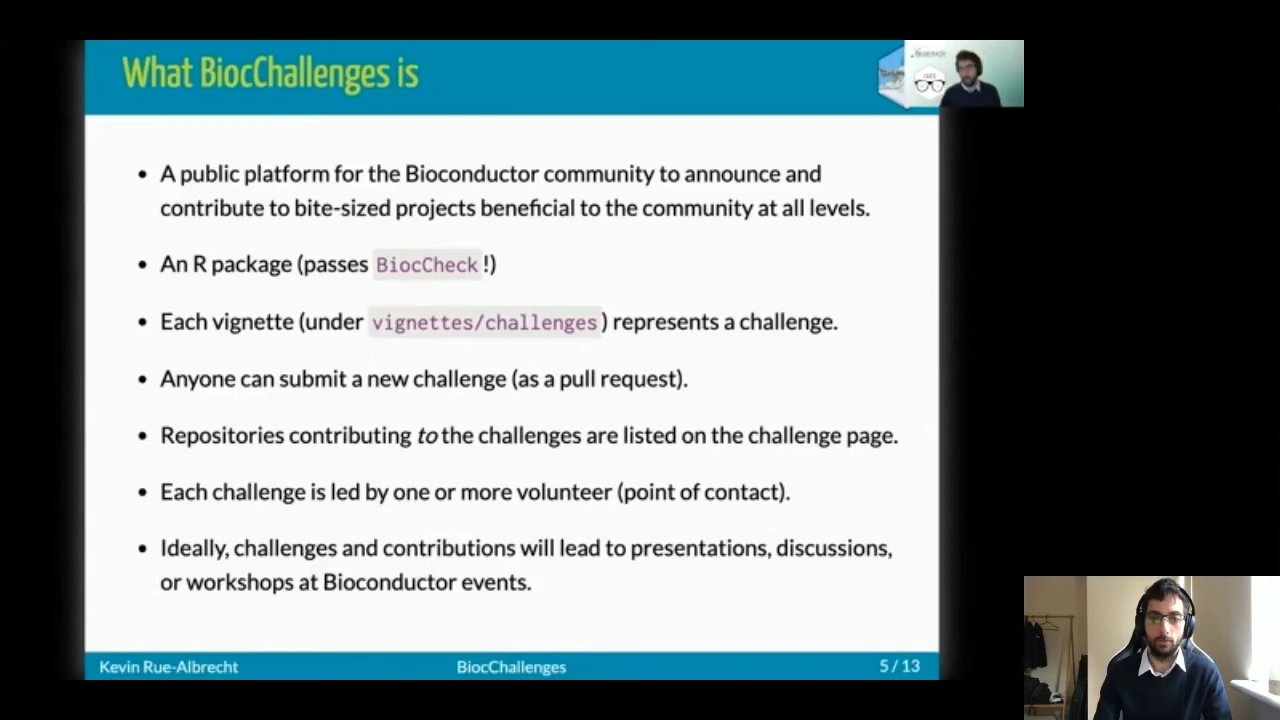 What BiocChallenges is
• A public platform for the Bioconductor community to announce and
contribute to bite-sized projects beneficial to the community at all levels.
• An R package (passes BiocCheck!)
• Each vignette (under vignettes/challenges) represents a challenge.
• Anyone can submit a new challenge (as a pull request).
• Repositories contributing to the challenges are listed on the challenge page.
• Each challenge is led by one or more volunteer (point of contact).
• Ideally, challenges and contributions will lead to presentations, discussions,
or workshops at Bioconductor events.
Kevin Rue-Albrecht BiocChallenges 5 / 13